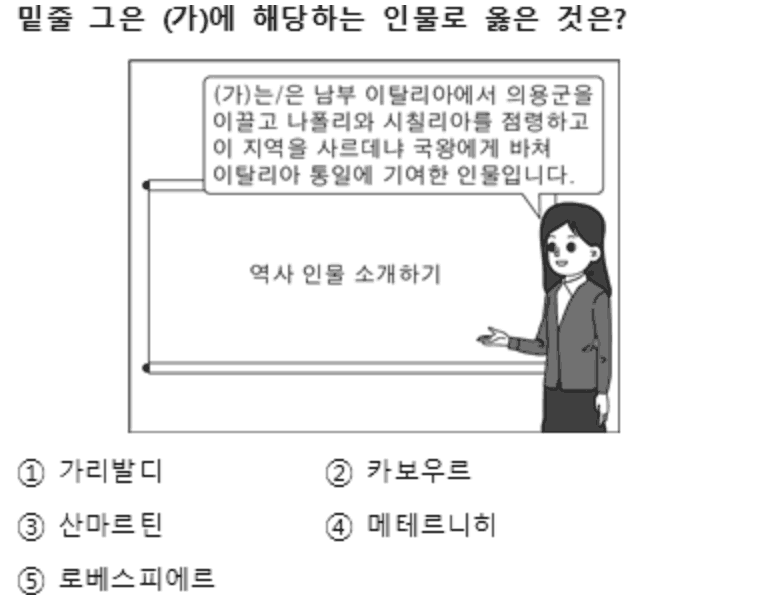 밑줄 그은 (가)에 해당하는 인물로 옳은 것은?
(가)는/은 남부 이탈리아에서 의용군을
이끌고 나폴리와 시칠리아를 점령하고
이 지역을 사르데냐 국왕에게 바쳐
이탈리아 통일에 기여한 인물입니다.
역사 인물 소개하기
① 가리발디 ② 카보우르
③ 산마르틴 ④ 메테르니히
⑤ 로베스피에르